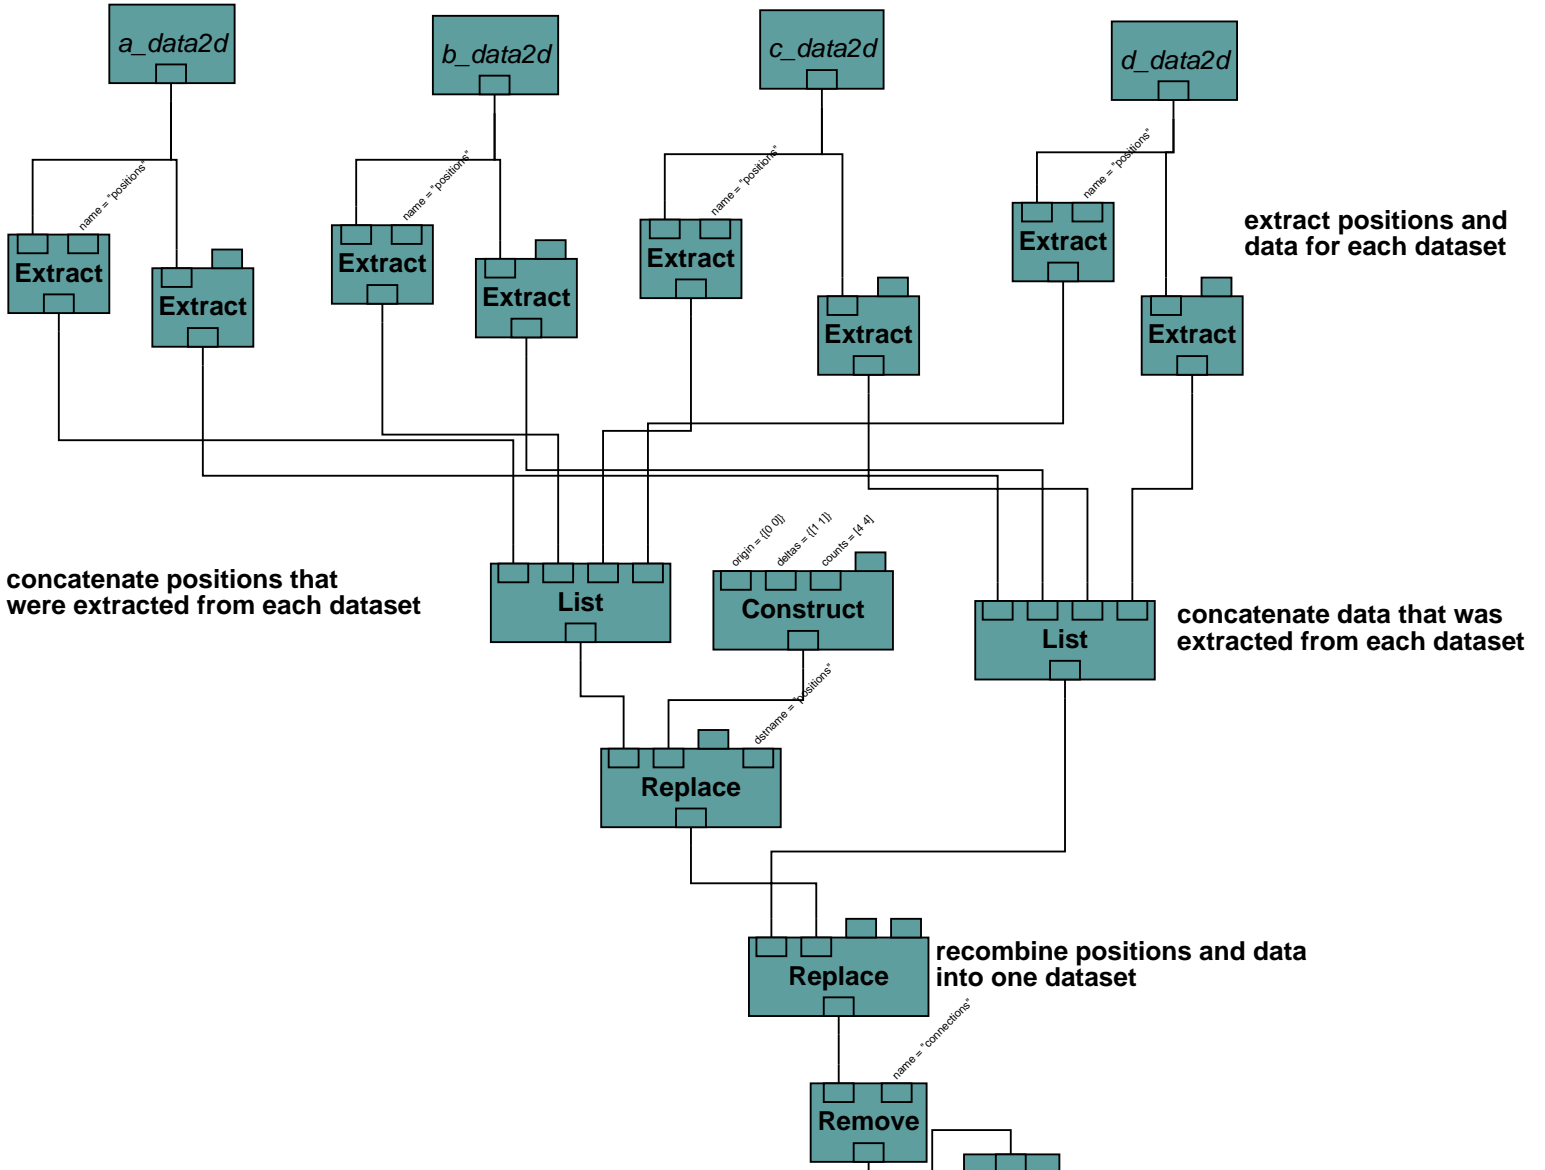 a_data2d
b_data2d
c_data2d
d_data2d
name = "positions"
name = "positions"
name = "positions"
name = "positions"
Extract
Extract
Extract
Extract
Extract
Extract
Extract
Extract
extract positions and
data for each dataset
origin = {[0 0]}
deltas = {[1 1]}
counts = [4 4]
concatenate positions that
were extracted from each dataset
List
Construct
List
concatenate data that was
extracted from each dataset
dstname = "positions"
Replace
Replace
recombine positions and data
into one dataset
name = "connections"
Remove